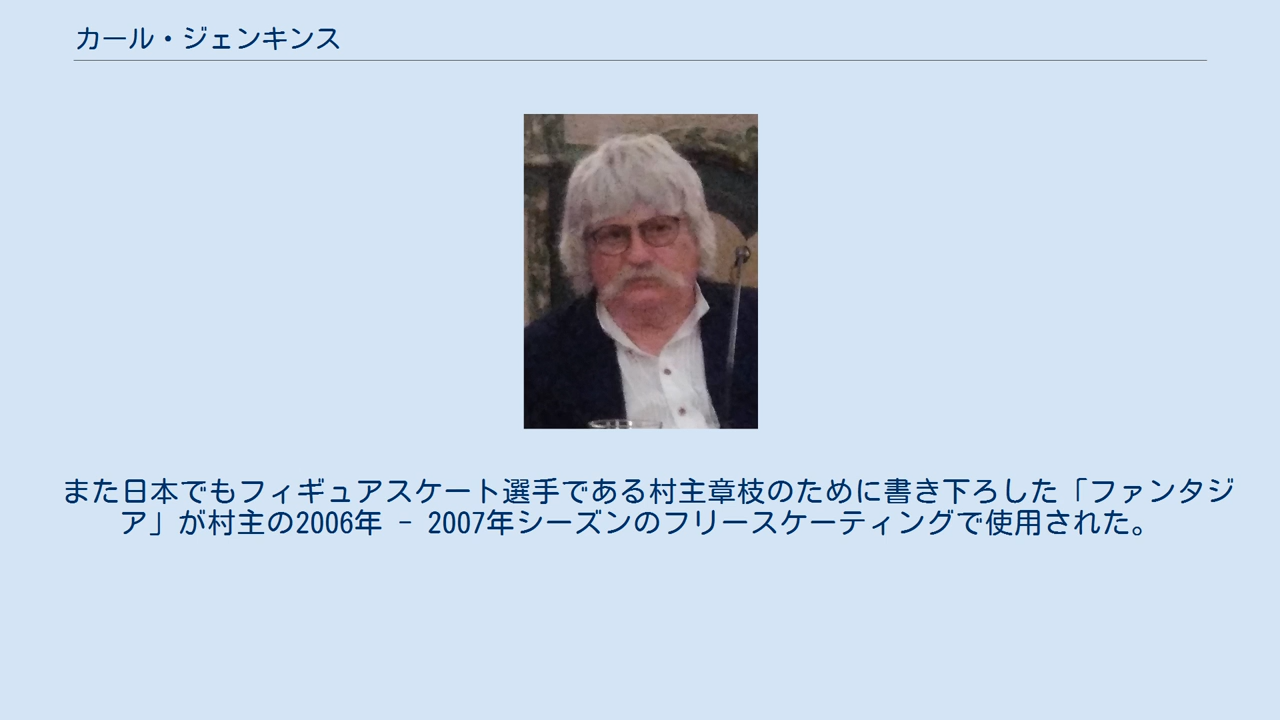 カール・ジェンキンス
また日本でもフィギュアスケート選手である村主章枝のために書き下ろした「ファンタジ
ア」が村主の2006年 - 2007年シーズンのフリースケーティングで使用された。